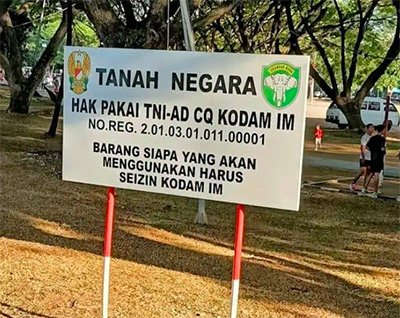 TANAH NEGARA
HAK PAKAI TNI-AD CQ KODAM IM
NO.REG. 2.01.03.01.011.00001
BARANG SIAPA YANG AKAN
MENGGUNAKAN HARUS
SEIZIN KODAM IM